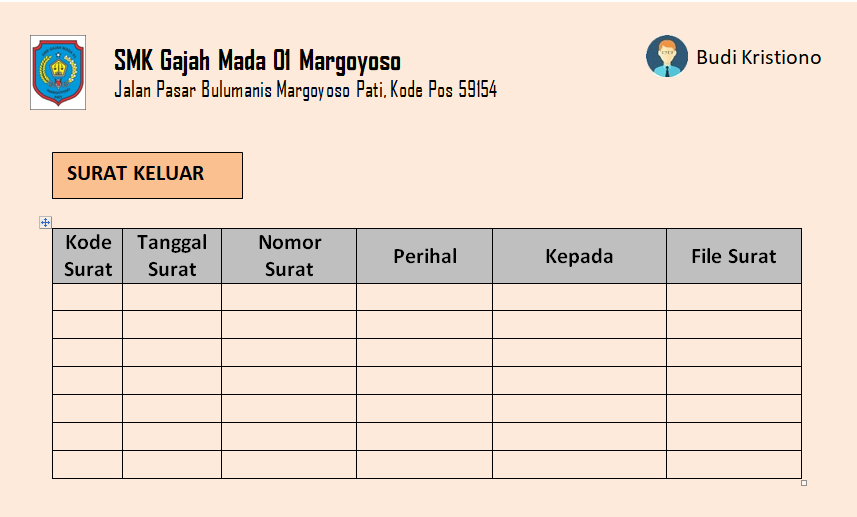 SMK Gajah Mada 01 Margoyoso
Jalan Pasar Bulumanis Margoyoso Pati, Kode Pos 59154
Budi Kristiono
SURAT KELUAR
Kode Surat
Tanggal Surat
Nomor Surat
Perihal
Kepada
File Surat